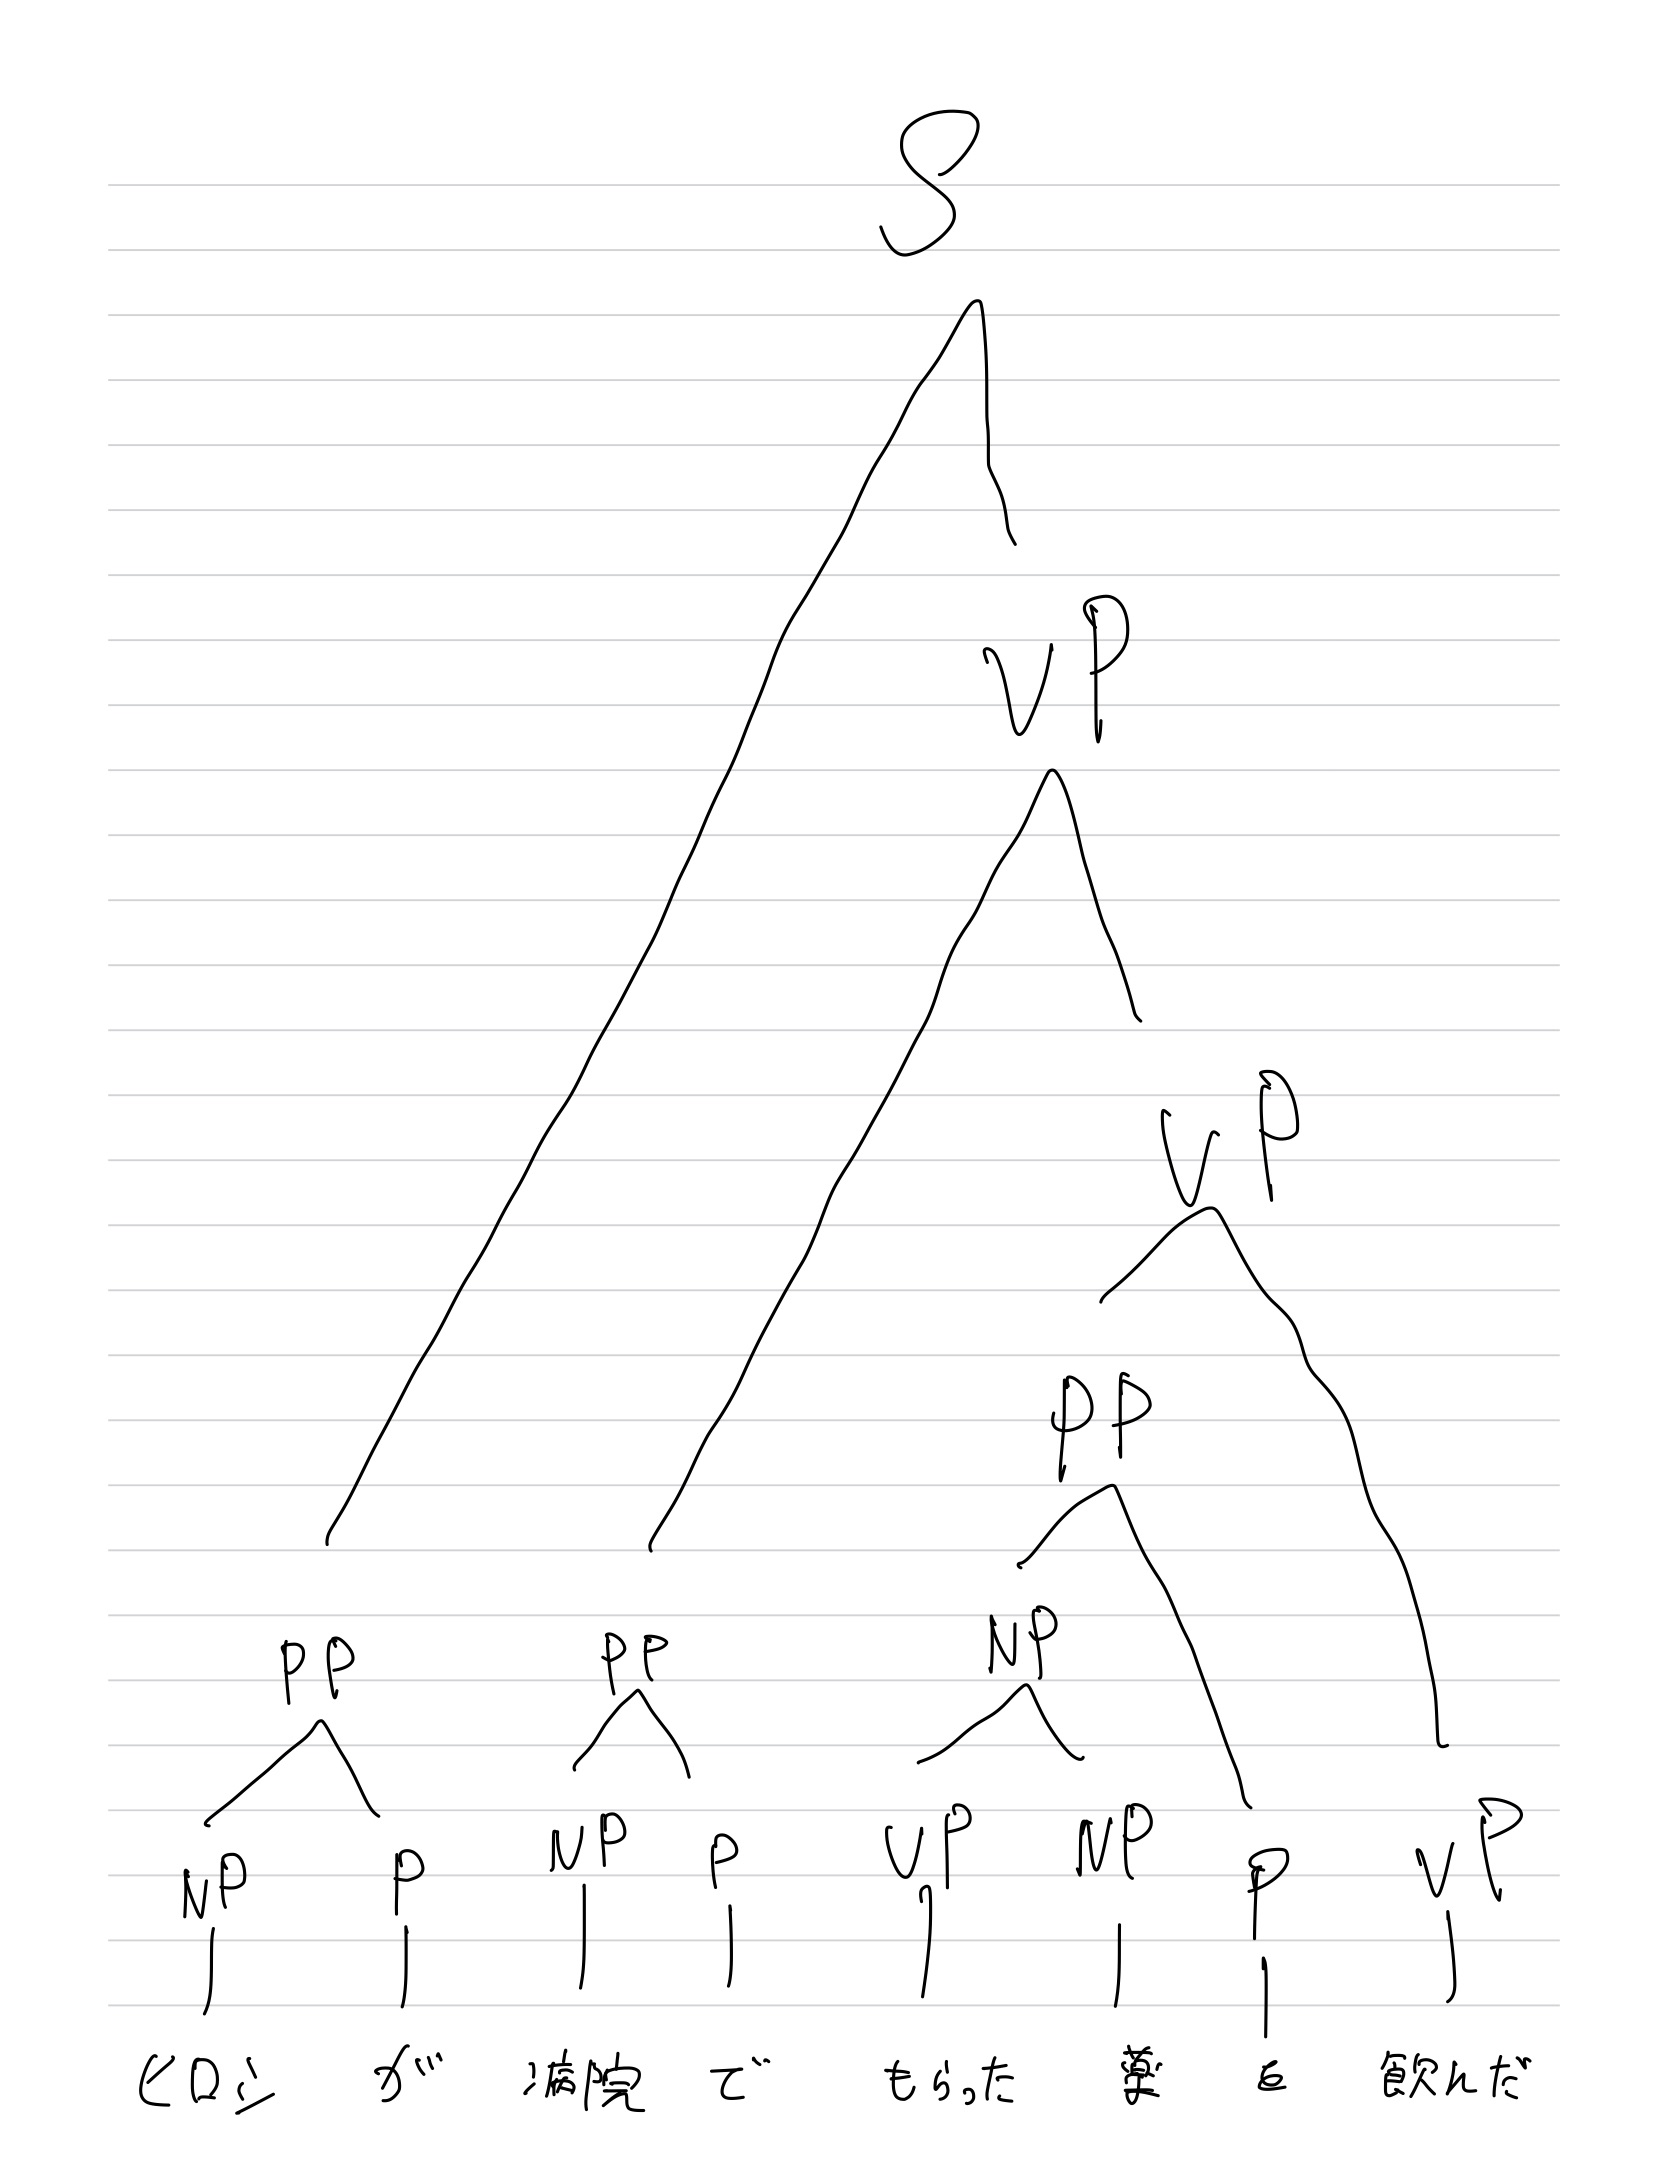 S
VP
VP
PP
PP PP NP
NP P NP P VP NP P VP
ヒロシ が 病院 で もらった 薬 を 飲んだ